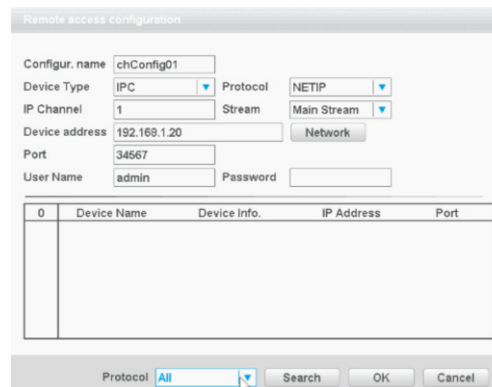 Remote access configuration
Configur. name chConfig01
Device Type IPC Protocol NETIP
IP Channel 1 Stream Main Stream
Device address 192.168.1.20 Network
Port 34567
User Name admin Password
0 Device Name Device Info. IP Address Port
Protocol All Search OK Cancel